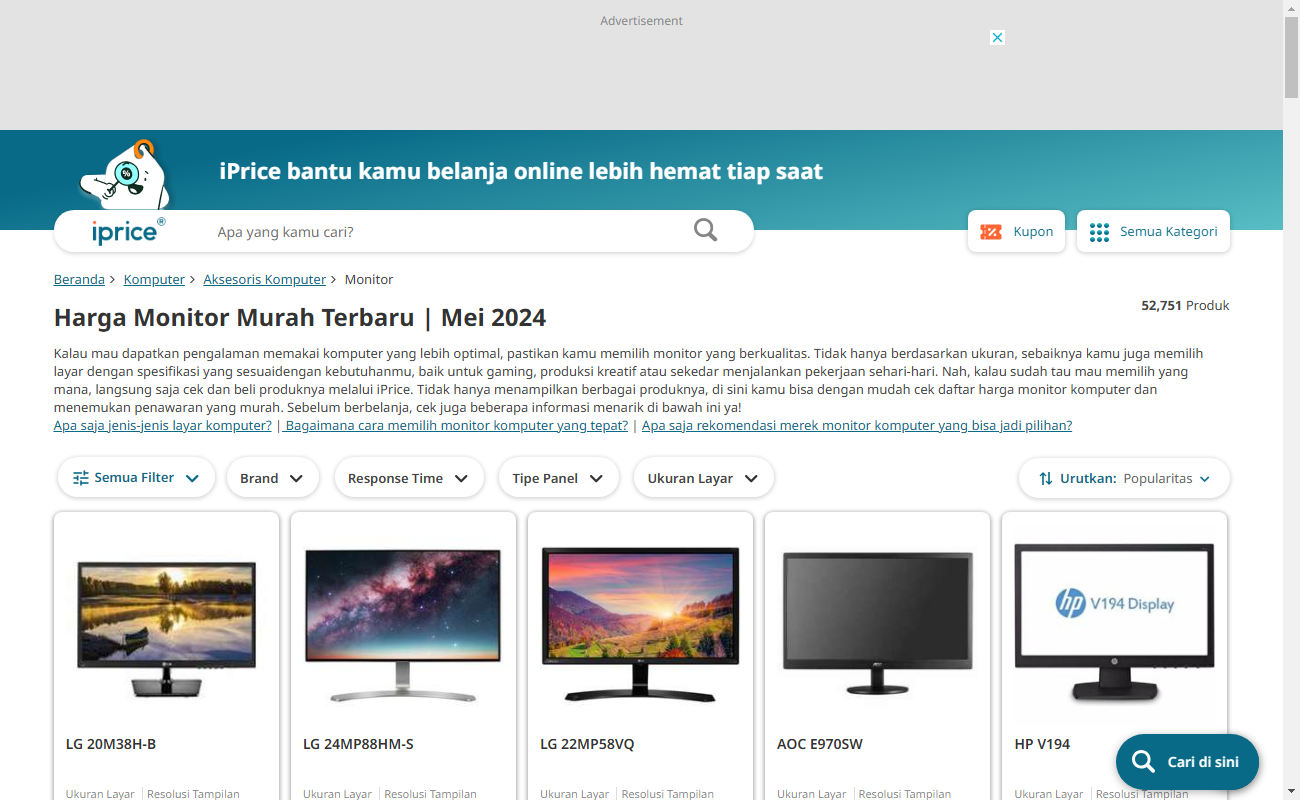 Advertisement
iPrice bantu kamu belanja online lebih hemat tiap saat
iprice®
Apa yang kamu cari?
Kupon
Semua Kategori
Beranda > Komputer > Aksesoris Komputer > Monitor
52,751 Produk
Harga Monitor Murah Terbaru | Mei 2024
Kalau mau dapatkan pengalaman memakai komputer yang lebih optimal, pastikan kamu memilih monitor yang berkualitas. Tidak hanya berdasarkan ukuran, sebaiknya kamu juga memilih
layar dengan spesifikasi yang sesuaidengan kebutuhanmu, baik untuk gaming, produksi kreatif atau sekedar menjalankan pekerjaan sehari-hari. Nah, kalau sudah tau mau memilih yang
mana, langsung saja cek dan beli produknya melalui iPrice. Tidak hanya menampilkan berbagai produknya, di sini kamu bisa dengan mudah cek daftar harga monitor komputer dan
menemukan penawaran yang murah. Sebelum berbelanja, cek juga beberapa informasi menarik di bawah ini ya!
Apa saja jenis-jenis layar komputer? | Bagaimana cara memilih monitor komputer yang tepat? | Apa saja rekomendasi merek monitor komputer yang bisa jadi pilihan?
Semua Filter
Brand
Response Time
Tipe Panel
Ukuran Layar
Urutkan: Popularitas
hp V194 Display
LG 20M38H-B
LG 24MP88HM-S
LG 22MP58VQ
AOC E970SW
HP V194
Cari di sini
Ukuran Layar | Resolusi Tampilan
Ukuran Layar | Resolusi Tampilan
Ukuran Layar | Resolusi Tampilan
Ukuran Layar | Resolusi Tampilan
Ukuran Layar | Resolusi Tampilan